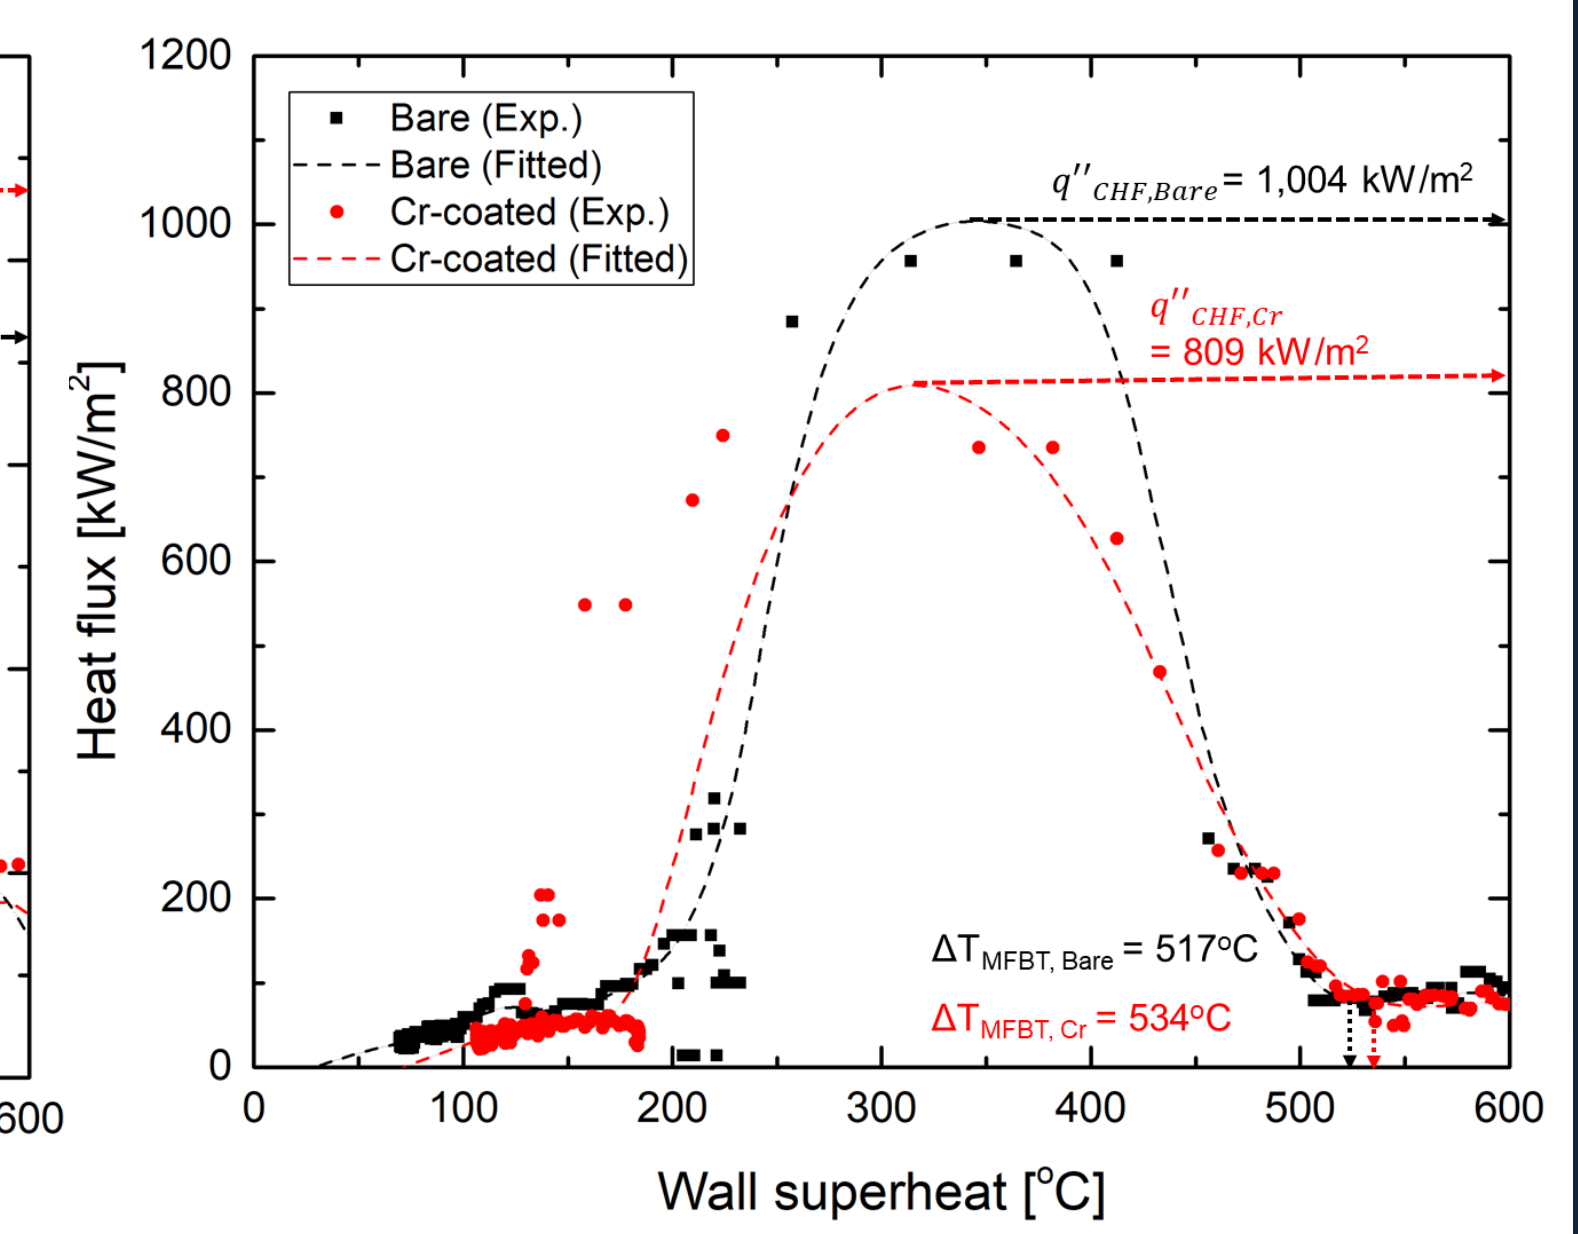 1200
Bare (Exp.)
Bare (Fitted)
Cr-coated (Exp.)
Cr-coated (Fitted)
q''CHF,Bare = 1,004 kW/m²
1000
q''CHF,Cr
= 809 kW/m²
800
Heat flux [kW/m²]
600
400
200
ΔTMFBT, Bare = 517°C
ΔTMFBT, Cr = 534°C
0
600
0 100 200 300 400 500 600
Wall superheat [°C]